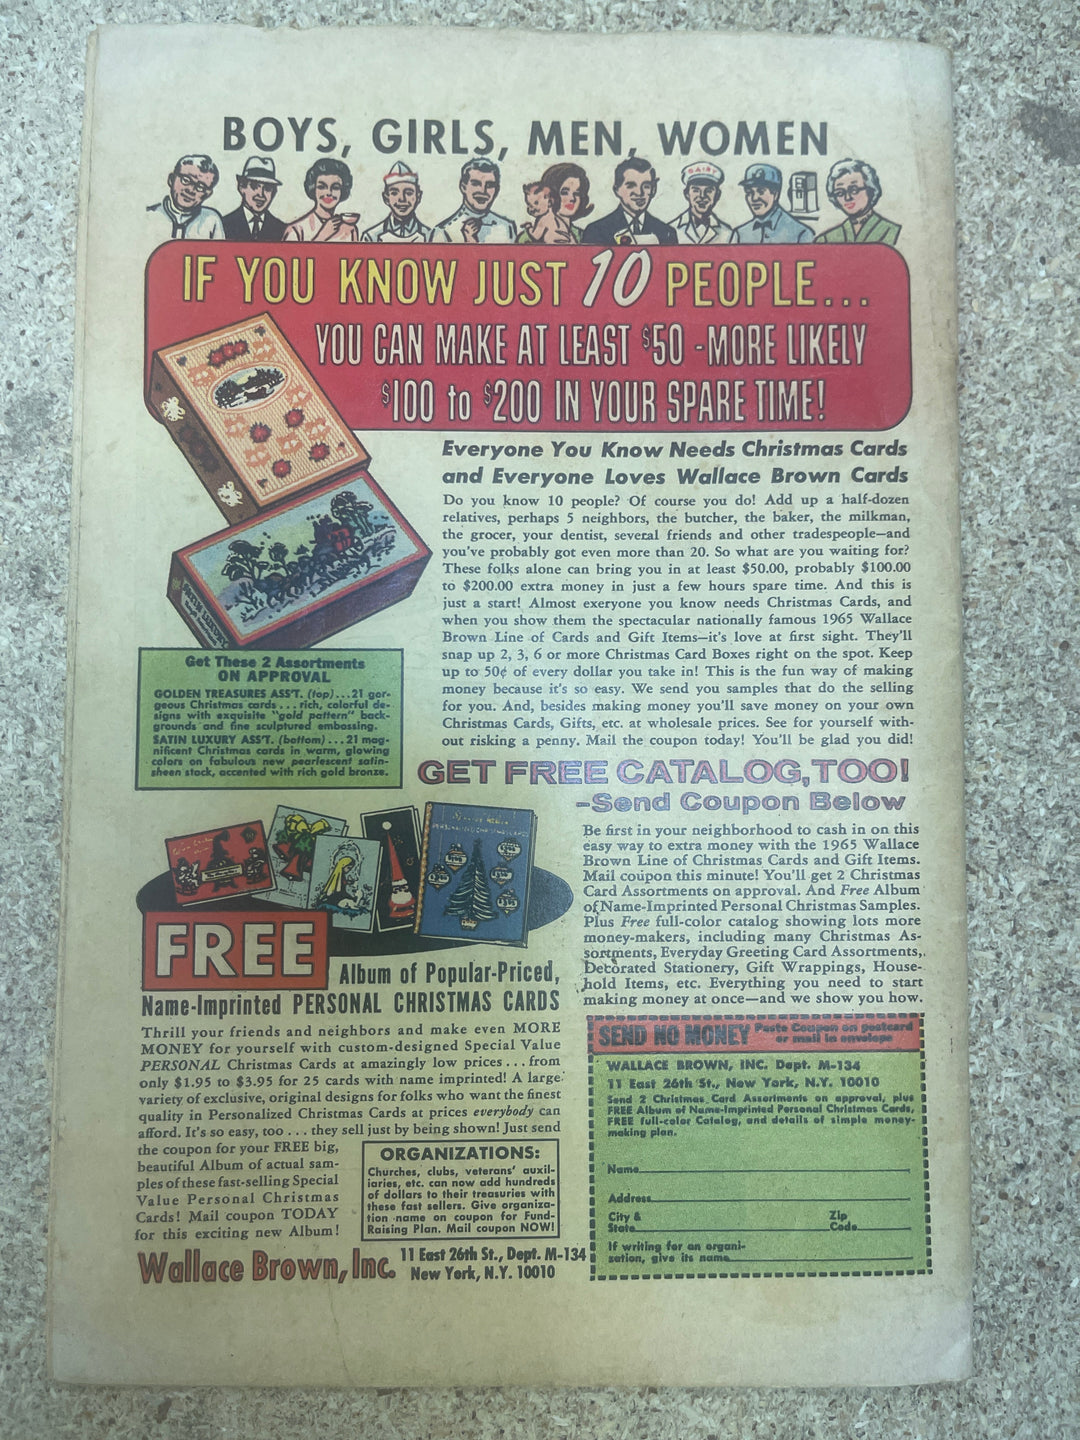 BOYS, GIRLS, MEN, WOMEN
DAIRY
IF YOU KNOW JUST 10 PEOPLE...
YOU CAN MAKE AT LEAST $50 - MORE LIKELY
$100 to $200 IN YOUR SPARE TIME!
Everyone You Know Needs Christmas Cards
and Everyone Loves Wallace Brown Cards
Do you know 10 people? Of course you do! Add up a half-dozen
relatives, perhaps 5 neighbors, the butcher, the baker, the milkman,
the grocer, your dentist, several friends and other tradespeople—and
you've probably got even more than 20. So what are you waiting for?
These folks alone can bring you in at least $50.00, probably $100.00
to $200.00 extra money in just a few hours spare time. And this is
just a start! Almost exeryone you know needs Christmas Cards, and
when you show them the spectacular nationally famous 1965 Wallace
Brown Line of Cards and Gift Items—it's love at first sight. They'll
snap up 2, 3, 6 or more Christmas Card Boxes right on the spot. Keep
up to 50¢ of every dollar you take in! This is the fun way of making
money because it's so easy. We send you samples that do the selling
for you. And, besides making money you'll save money on your own
Christmas Cards, Gifts, etc. at wholesale prices. See for yourself with-
out risking a penny. Mail the coupon today! You'll be glad you did!
SATIN LUXURY
Get These 2 Assortments
ON APPROVAL
GOLDEN TREASURES ASS'T. (top)...21 gor-
geous Christmas cards...rich, colorful de-
signs with exquisite "gold pattern" back-
grounds and fine sculptured embossing.
SATIN LUXURY ASS'T. (bottom)...21 mag-
nificent Christmas cards in warm, glowing
colors on fabulous new pearlescent satin-
sheen stock, accented with rich gold bronze.
GET FREE CATALOG, TOO!
–Send Coupon Below
Be first in your neighborhood to cash in on this
easy way to extra money with the 1965 Wallace
Brown Line of Christmas Cards and Gift Items.
Mail coupon this minute! You'll get 2 Christmas
Card Assortments on approval. And Free Album
of Name-Imprinted Personal Christmas Samples.
Plus Free full-color catalog showing lots more
money-makers, including many Christmas As-
sortments, Everyday Greeting Card Assortments,
Decorated Stationery, Gift Wrappings, House-
hold Items, etc. Everything you need to start
making money at once—and we show you how.
FREE
Album of Popular-Priced,
Name-Imprinted PERSONAL CHRISTMAS CARDS
Thrill your friends and neighbors and make even MORE
MONEY for yourself with custom-designed Special Value
PERSONAL Christmas Cards at amazingly low prices...from
only $1.95 to $3.95 for 25 cards with name imprinted! A large
variety of exclusive, original designs for folks who want the finest
quality in Personalized Christmas Cards at prices everybody can
afford. It's so easy, too...they sell just by being shown! Just send
the coupon for your FREE big,
beautiful Album of actual sam-
ples of these fast-selling Special
Value Personal Christmas
Cards! Mail coupon TODAY
for this exciting new Album!
ORGANIZATIONS:
Churches, clubs, veterans' auxil-
iaries, etc. can now add hundreds
of dollars to their treasuries with
these fast sellers. Give organiza-
tion name on coupon for Fund-
Raising Plan. Mail coupon NOW!
Wallace Brown, Inc. 11 East 26th St., Dept. M-134
New York, N.Y. 10010
SEND NO MONEY Paste Coupon on postcard
or mail in envelope
WALLACE BROWN, INC. Dept. M-134
11 East 26th St., New York, N.Y. 10010
Send 2 Christmas Card Assortments on approval, plus
FREE Album of Name-Imprinted Personal Christmas Cards,
FREE full-color Catalog, and details of simple money-
making plan.
Name
Address
City &
State
Zip
Code
If writing for an organi-
zation, give its name